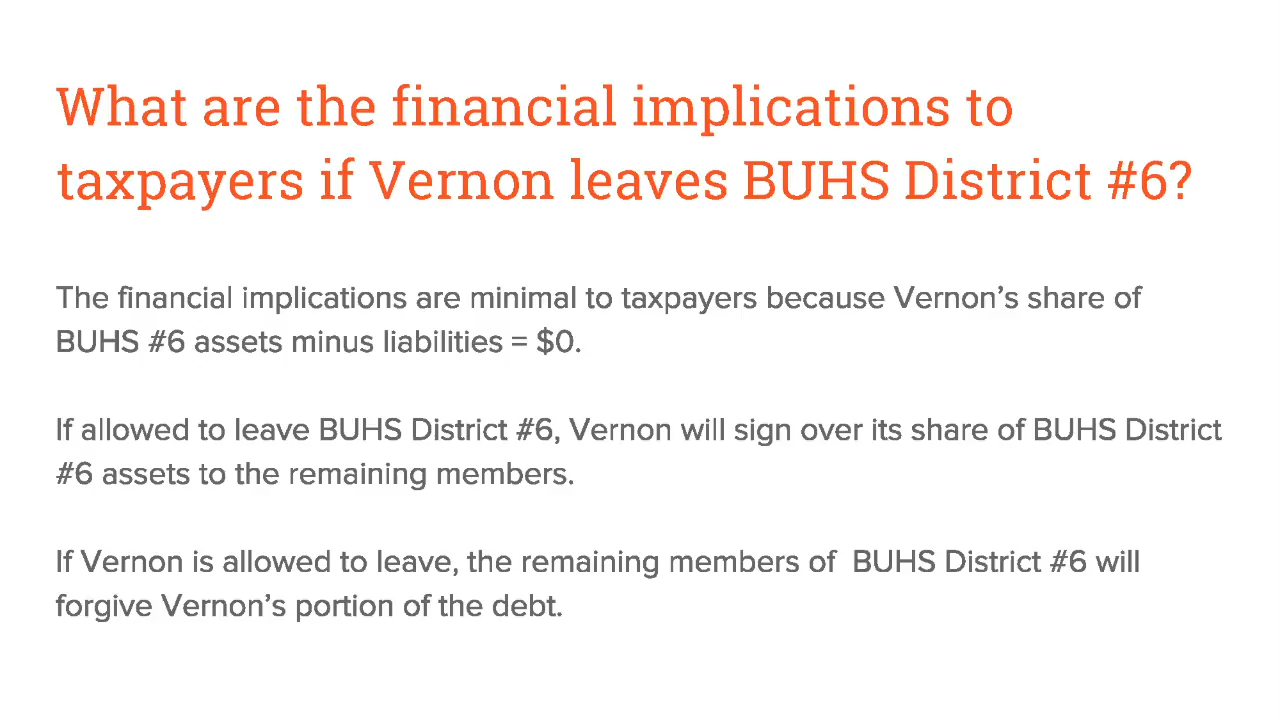 What are the financial implications to
taxpayers if Vernon leaves BUHS District #6?
The financial implications are minimal to taxpayers because Vernon’s share of
BUHS #6 assets minus liabilities = $0.
If allowed to leave BUHS District #6, Vernon will sign over its share of BUHS District
#6 assets to the remaining members.
If Vernon is allowed to leave, the remaining members of  BUHS District #6 will
forgive Vernon’s portion of the debt.